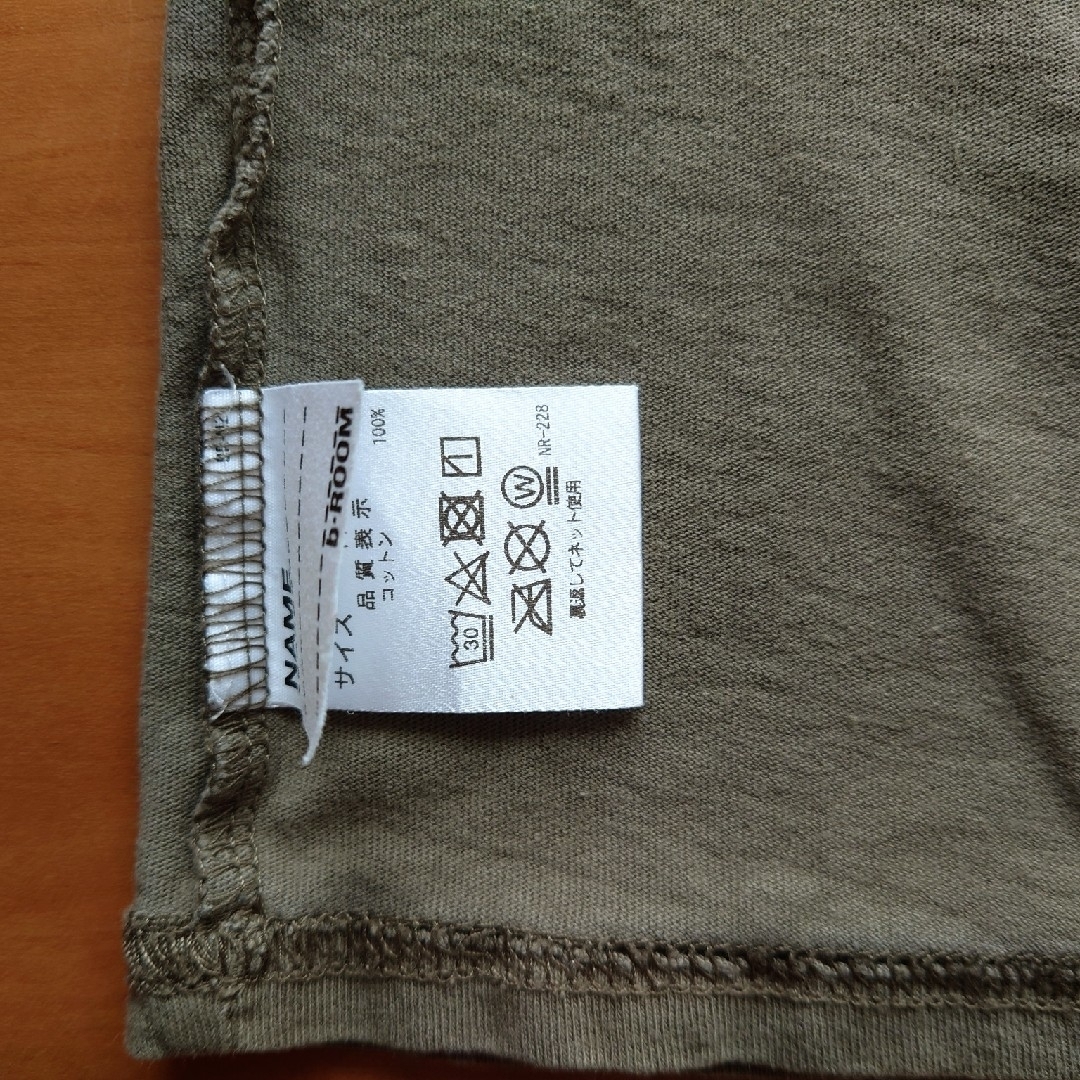 NAME
b·ROOM
サイズ
品質表示
コットン 100%
30
W
NR-228
裏返してネット使用